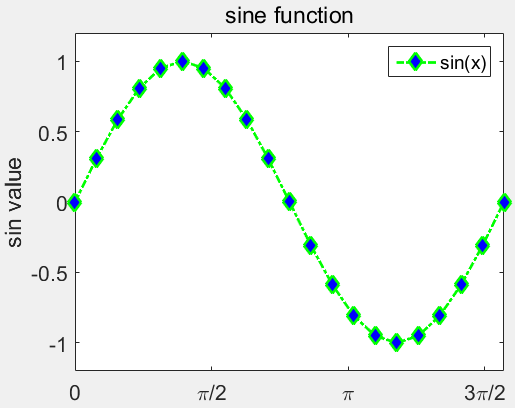 sine function
sin(x)
1
0.5
0
-0.5
-1
sin value
0
π/2
π
3π/2